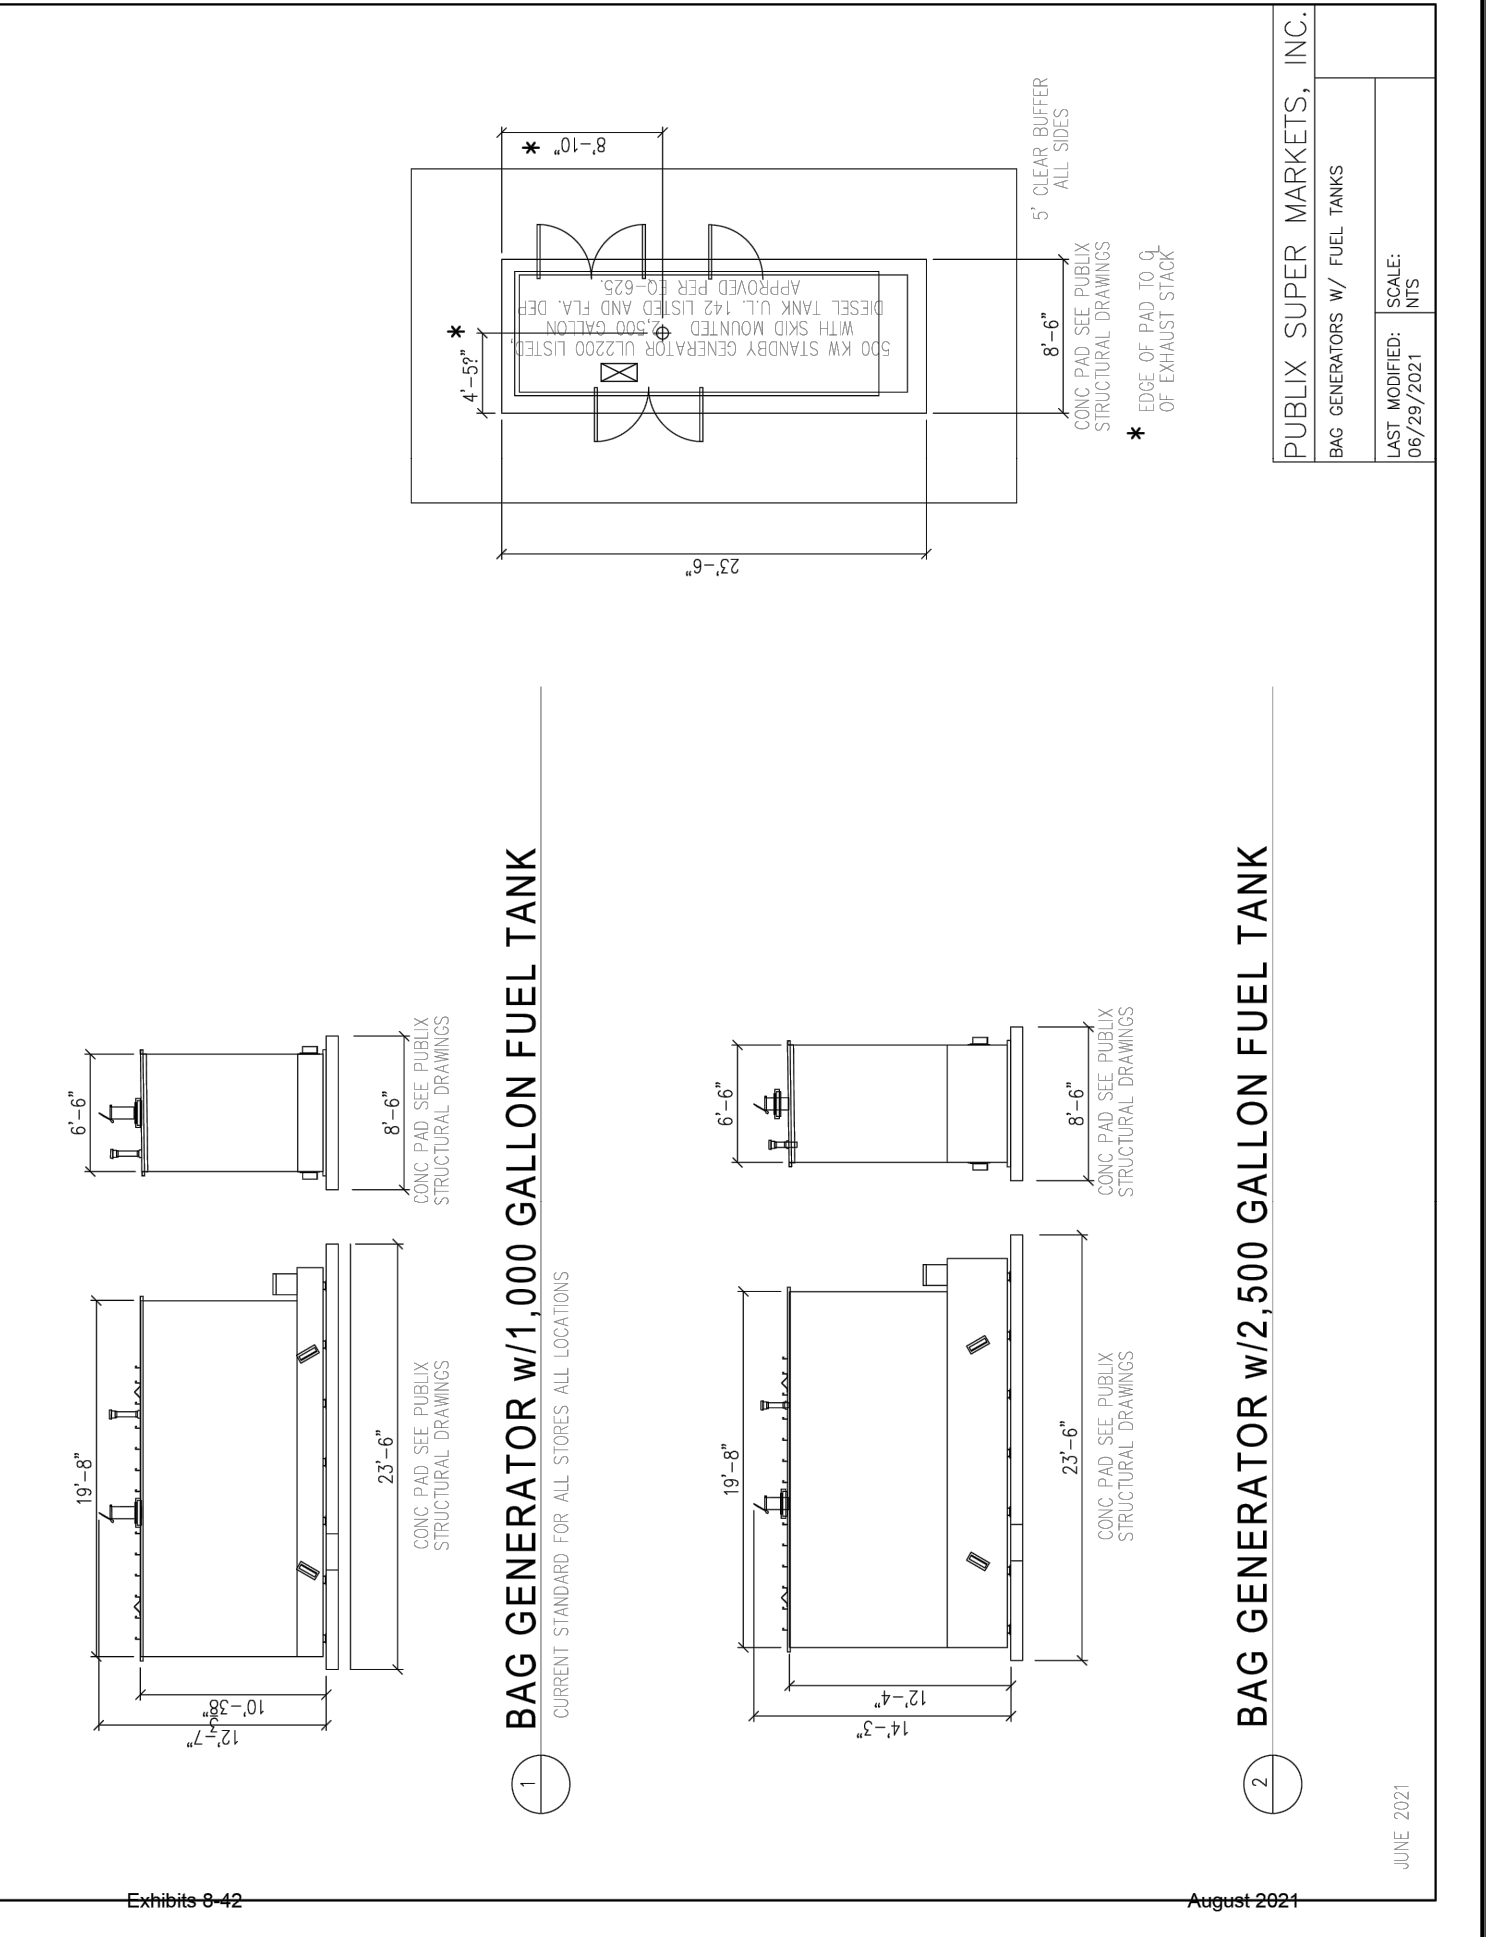 PUBLIX SUPER MARKETS, INC.
BAG GENERATORS W/ FUEL TANKS
LAST MODIFIED:
06/29/2021
SCALE:
NTS
8'-10"
*
4'-5?"
*
500 KW STANDBY GENERATOR UL2200 LISTED,
WITH SKID MOUNTED 2,500 GALLON
DIESEL TANK U.L. 142 LISTED AND FLA. DEP
APPROVED PER EQ-625.
23'-6"
8'-6"
5' CLEAR BUFFER
ALL SIDES
CONC PAD SEE PUBLIX
STRUCTURAL DRAWINGS
* EDGE OF PAD TO CL
OF EXHAUST STACK
19'-8"
6'-6"
12'-7"
23'-6"
8'-6"
CONC PAD SEE PUBLIX
STRUCTURAL DRAWINGS
CONC PAD SEE PUBLIX
STRUCTURAL DRAWINGS
1
BAG GENERATOR w/1,000 GALLON FUEL TANK
CURRENT STANDARD FOR ALL STORES ALL LOCATIONS
19'-8"
6'-6"
12'-4"
14'-3"
23'-6"
8'-6"
CONC PAD SEE PUBLIX
STRUCTURAL DRAWINGS
CONC PAD SEE PUBLIX
STRUCTURAL DRAWINGS
2
BAG GENERATOR w/2,500 GALLON FUEL TANK
JUNE 2021
Exhibits 8-42
August 2021